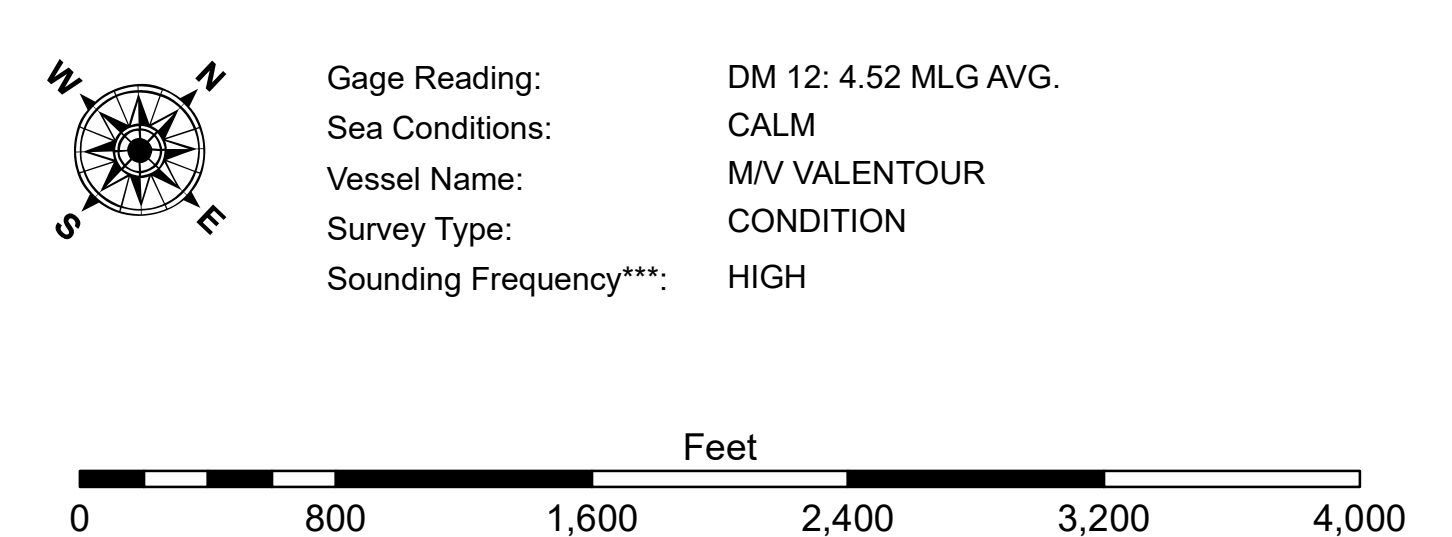 W N
S E
Gage Reading: DM 12: 4.52 MLG AVG.
Sea Conditions: CALM
Vessel Name: M/V VALENTOUR
Survey Type: CONDITION
Sounding Frequency***: HIGH
Feet
0 800 1,600 2,400 3,200 4,000